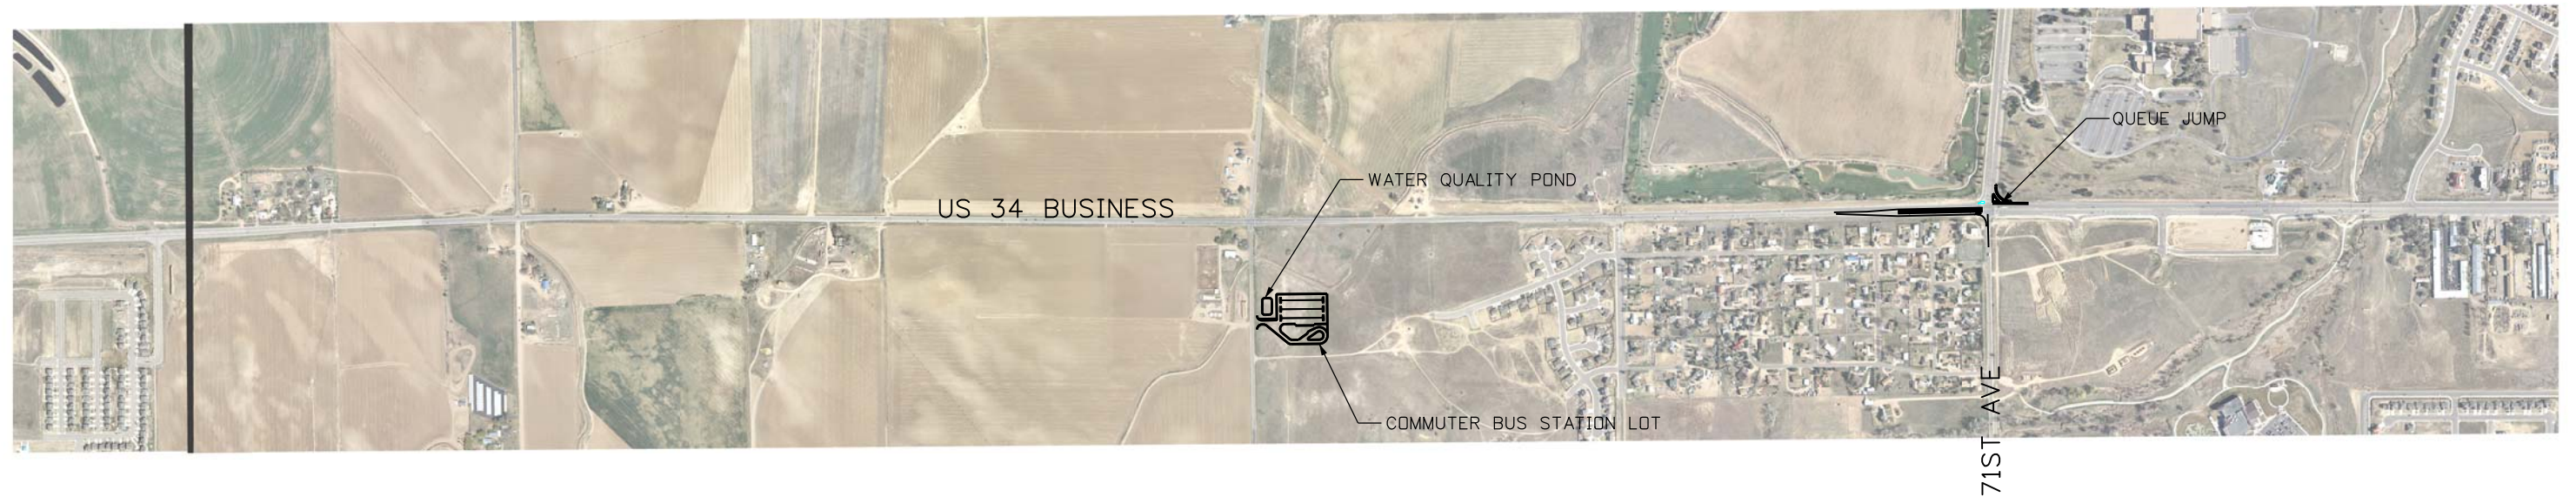 QUEUE JUMP
WATER QUALITY POND
US 34 BUSINESS
COMMUTER BUS STATION LOT
71ST AVE